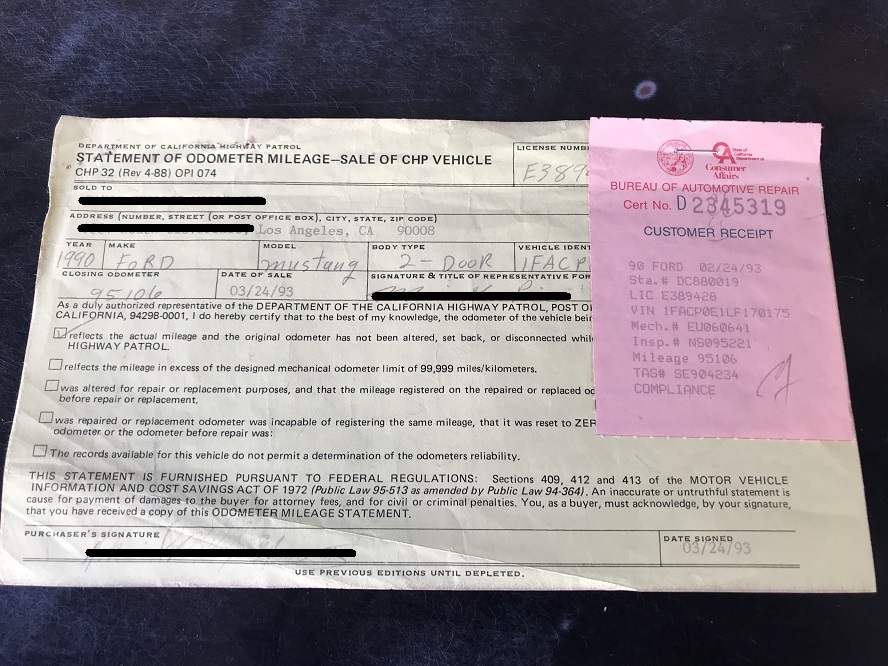 DEPARTMENT OF CALIFORNIA HIGHWAY PATROL
STATEMENT OF ODOMETER MILEAGE—SALE OF CHP VEHICLE
CHP 32 (Rev 4-88) OPI 074
LICENSE NUMB
E389
SOLD TO
ADDRESS (NUMBER, STREET (OR POST OFFICE BOX), CITY, STATE, ZIP CODE)
Los Angeles, CA 90008
YEAR MAKE MODEL BODY TYPE VEHICLE IDENT
1990 FORD mustang 2-DOOR 1FACP
CLOSING ODOMETER DATE OF SALE SIGNATURE & TITLE OF REPRESENTATIVE FOR
95106 03/24/93
As a duly authorized representative of the DEPARTMENT OF THE CALIFORNIA HIGHWAY PATROL, POST O
CALIFORNIA, 94298-0001, I do hereby certify that to the best of my knowledge, the odometer of the vehicle bein
reflects the actual mileage and the original odometer has not been altered, set back, or disconnected whil
HIGHWAY PATROL.
relfects the mileage in excess of the designed mechanical odometer limit of 99,999 miles/kilometers.
was altered for repair or replacement purposes, and that the mileage registered on the repaired or replaced od
before repair or replacement.
was repaired or replacement odometer was incapable of registering the same mileage, that it was reset to ZER
odometer or the odometer before repair was:
The records available for this vehicle do not permit a determination of the odometers reliability.
THIS STATEMENT IS FURNISHED PURSUANT TO FEDERAL REGULATIONS: Sections 409, 412 and 413 of the MOTOR VEHICLE
INFORMATION AND COST SAVINGS ACT OF 1972 (Public Law 95-513 as amended by Public Law 94-364). An inaccurate or untruthful statement is
cause for payment of damages to the buyer for attorney fees, and for civil or criminal penalties. You, as a buyer, must acknowledge, by your signature,
that you have received a copy of this ODOMETER MILEAGE STATEMENT.
PURCHASER'S SIGNATURE
DATE SIGNED
03/24/93
USE PREVIOUS EDITIONS UNTIL DEPLETED.
State of
California
Department of
Consumer
Affairs
BUREAU OF AUTOMOTIVE REPAIR
Cert No. D 2345319
CUSTOMER RECEIPT
90 FORD 02/24/93
Sta.# DC880019
LIC E389428
VIN 1FACP0E1LF170175
Mech.# EU060641
Insp.# NS095221
Mileage 95106
TAS# SE904234
COMPLIANCE